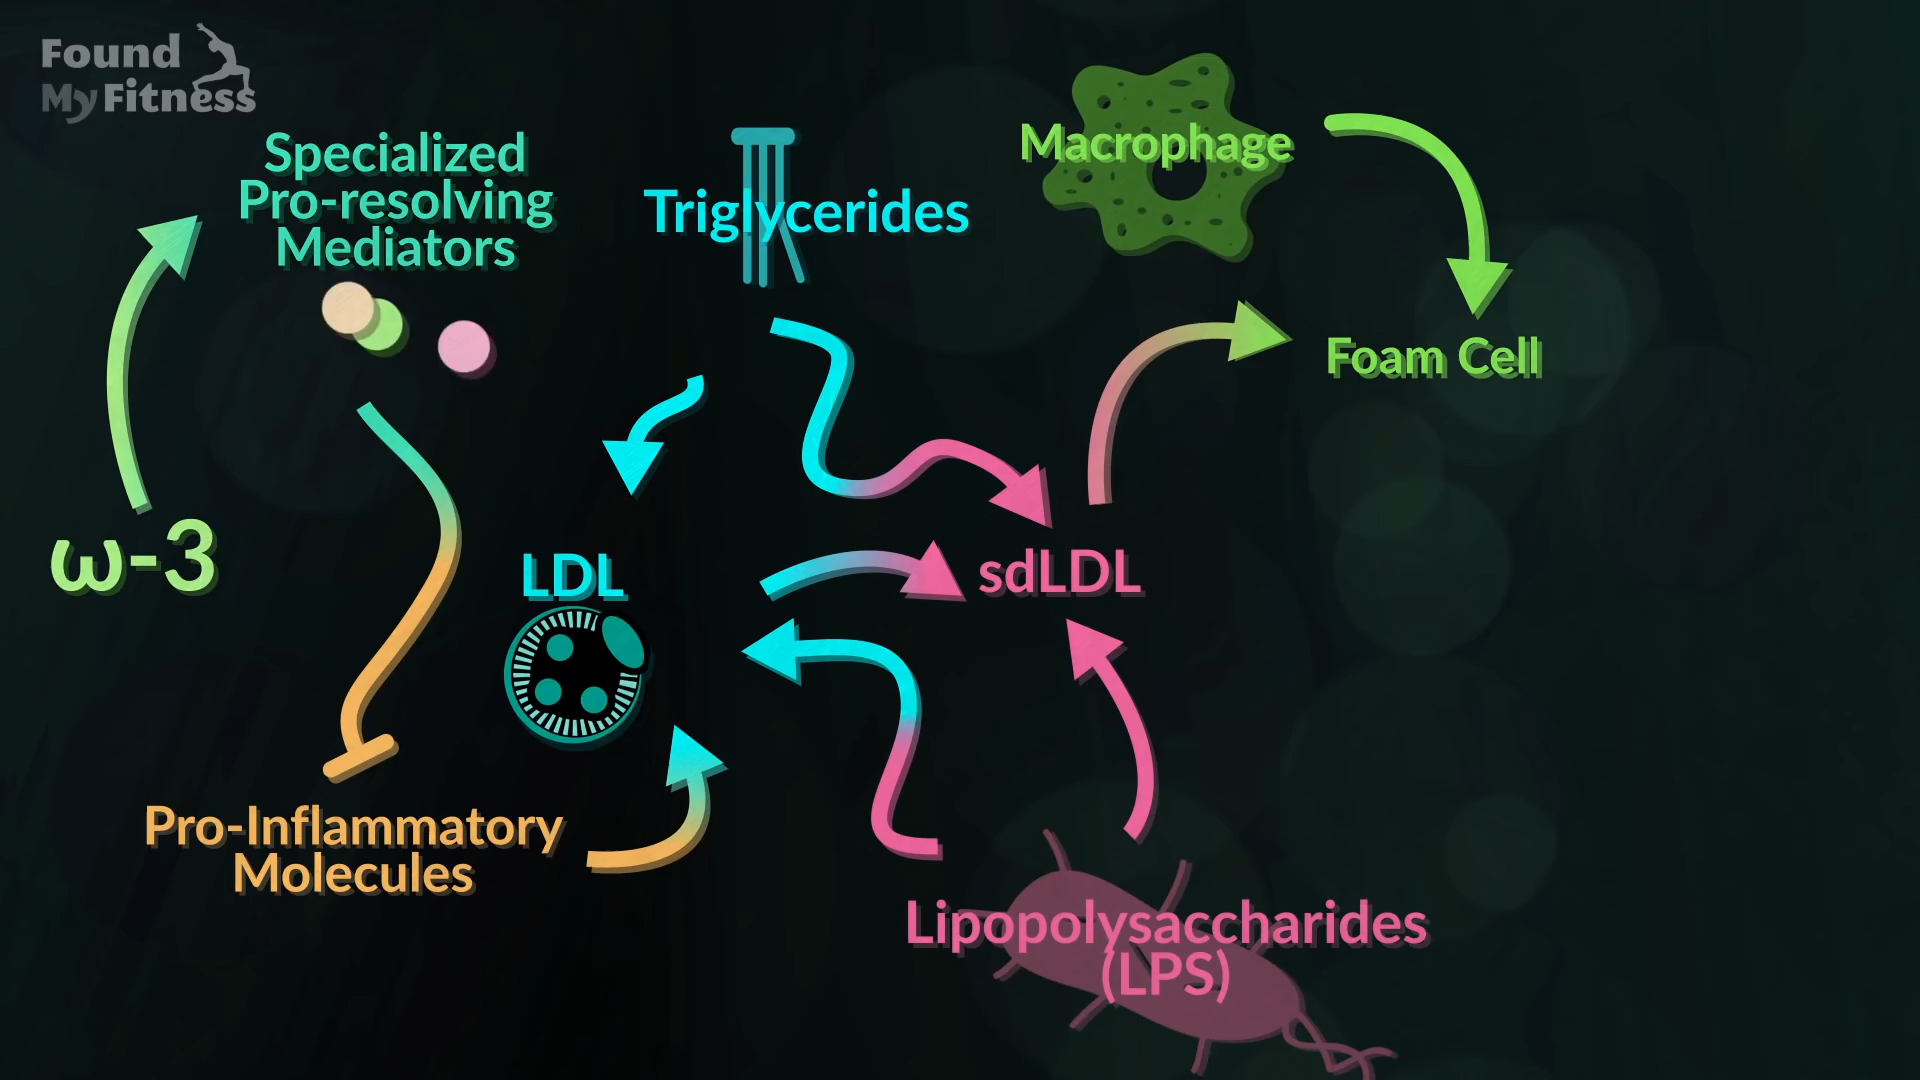 Found
My Fitness
Specialized
Pro-resolving
Mediators
Triglycerides
Macrophage
Foam Cell
ω-3
LDL
sdLDL
Pro-Inflammatory
Molecules
Lipopolysaccharides
(LPS)